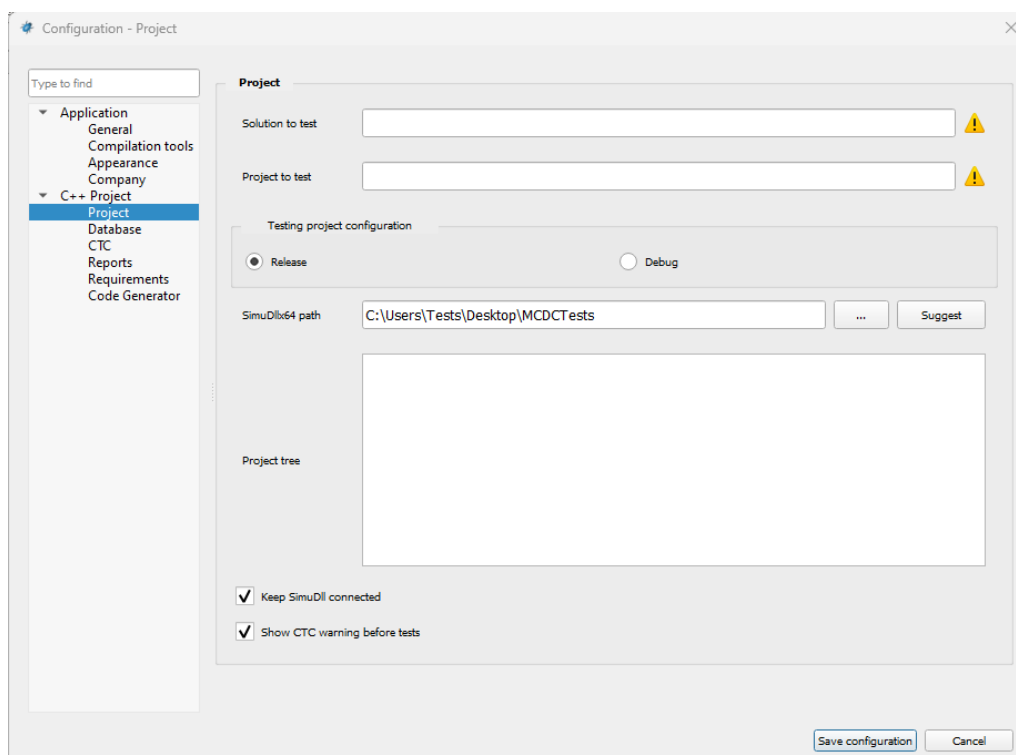 Configuration - Project
Type to find
Application
General
Compilation tools
Appearance
Company
C++ Project
Project
Database
CTC
Reports
Requirements
Code Generator
Project
Solution to test
Project to test
Testing project configuration
Release Debug
SimuDllx64 path C:\Users\Tests\Desktop\MCDCTests ... Suggest
Project tree
Keep SimuDll connected
Show CTC warning before tests
Save configuration Cancel